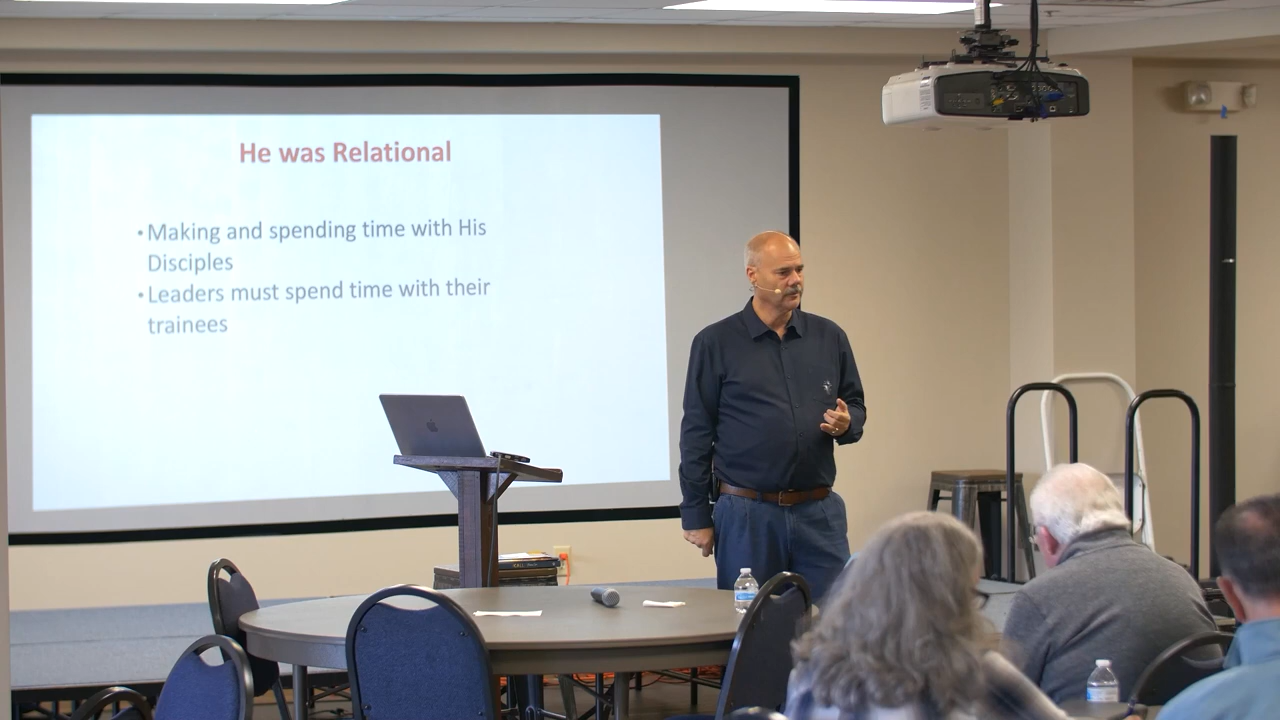 He was Relational
•Making and spending time with His
Disciples
•Leaders must spend time with their
trainees